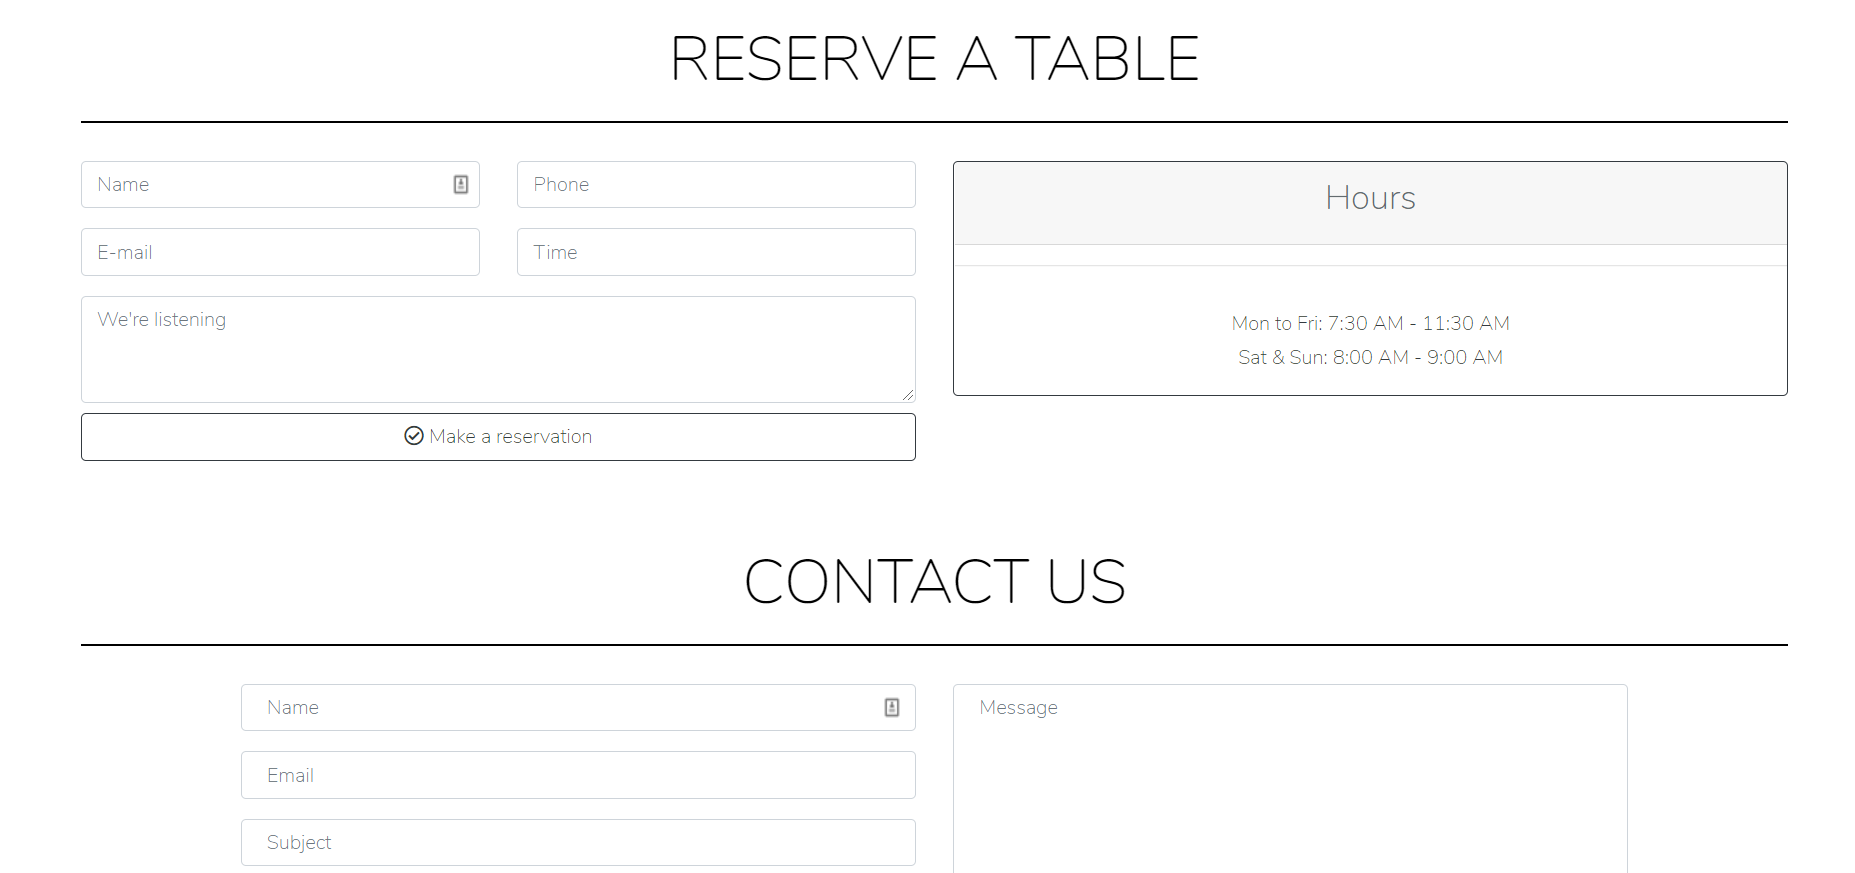 RESERVE A TABLE
Name
Phone
E-mail
Time
We're listening
Make a reservation
Hours
Mon to Fri: 7:30 AM - 11:30 AM
Sat & Sun: 8:00 AM - 9:00 AM
CONTACT US
Name
Email
Subject
Message